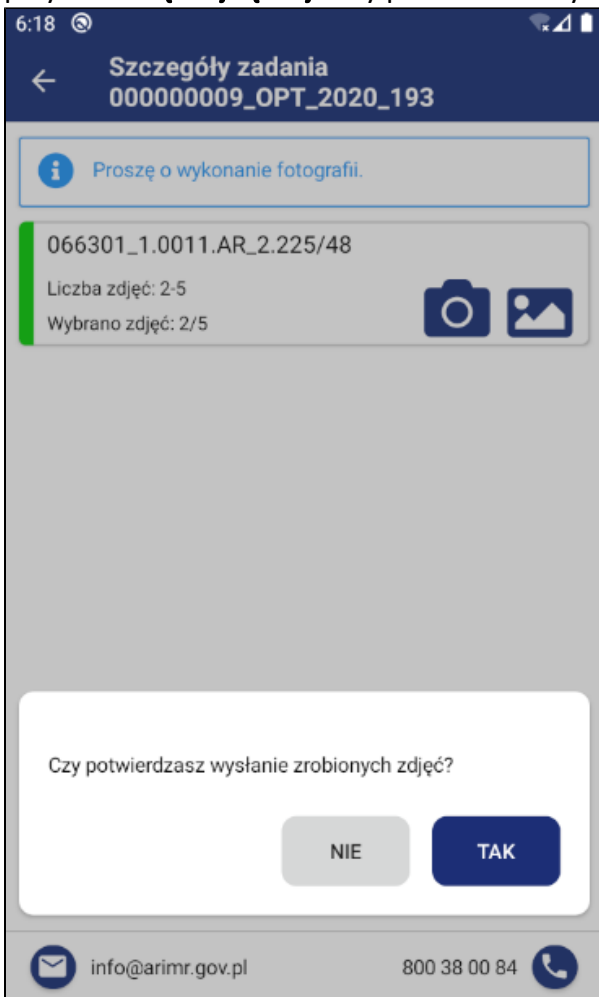 6:18
Szczegóły zadania
000000009_OPT_2020_193
Proszę o wykonanie fotografii.
066301_1.0011.AR_2.225/48
Liczba zdjęć: 2-5
Wybrano zdjęć: 2/5
Czy potwierdzasz wysłanie zrobionych zdjęć?
NIE TAK
info@arimr.gov.pl 800 38 00 84